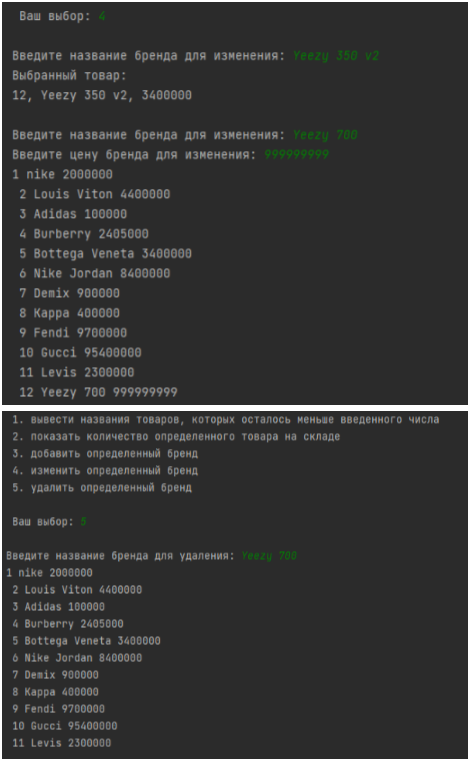 Ваш выбор: 4
Введите название бренда для изменения: Yeezy 350 v2
Выбранный товар:
12, Yeezy 350 v2, 3400000
Введите название бренда для изменения: Yeezy 700
Введите цену бренда для изменения: 999999999
1 nike 2000000
2 Louis Viton 4400000
3 Adidas 100000
4 Burberry 2405000
5 Bottega Veneta 3400000
6 Nike Jordan 8400000
7 Demix 900000
8 Kappa 400000
9 Fendi 9700000
10 Gucci 95400000
11 Levis 2300000
12 Yeezy 700 999999999
1. вывести названия товаров, которых осталось меньше введенного числа
2. показать количество определенного товара на складе
3. добавить определенный бренд
4. изменить определенный бренд
5. удалить определенный бренд
Ваш выбор: 5
Введите название бренда для удаления: Yeezy 700
1 nike 2000000
2 Louis Viton 4400000
3 Adidas 100000
4 Burberry 2405000
5 Bottega Veneta 3400000
6 Nike Jordan 8400000
7 Demix 900000
8 Kappa 400000
9 Fendi 9700000
10 Gucci 95400000
11 Levis 2300000